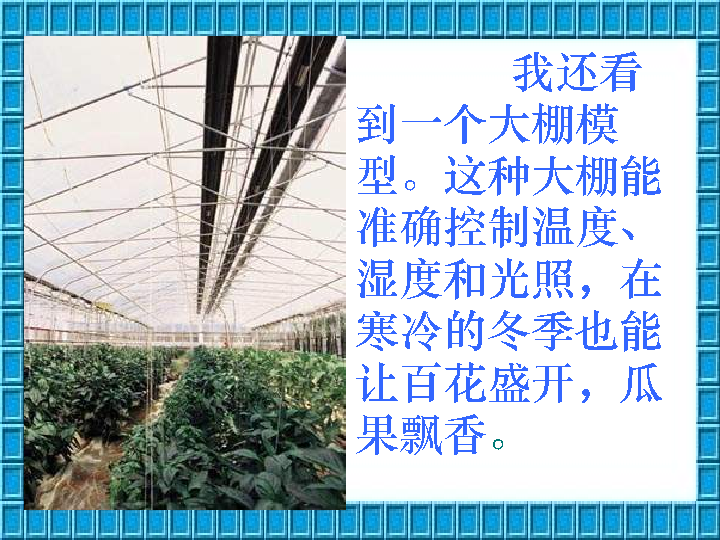 我还看
到一个大棚模
型。这种大棚能
准确控制温度、
湿度和光照，在
寒冷的冬季也能
让百花盛开，瓜
果飘香。